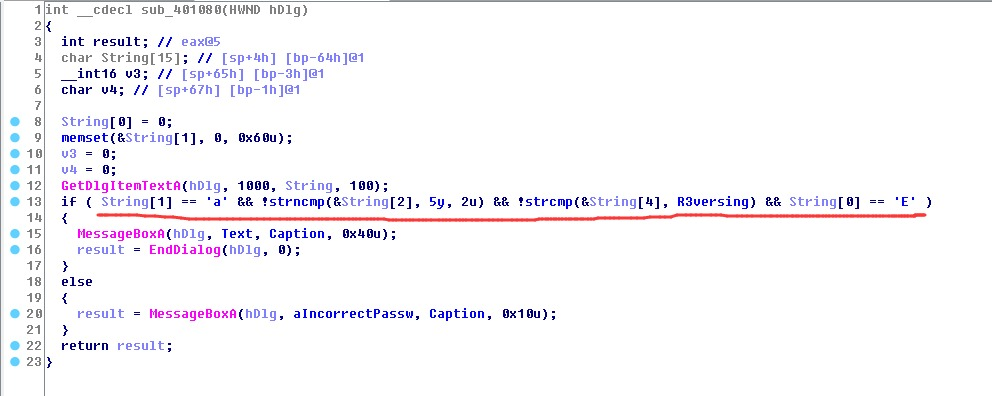 1 int __cdecl sub_401080(HWND hDlg)
2 {
3 int result; // eax@5
4 char String[15]; // [sp+4h] [bp-64h]@1
5 __int16 v3; // [sp+65h] [bp-3h]@1
6 char v4; // [sp+67h] [bp-1h]@1
7
8 String[0] = 0;
9 memset(&String[1], 0, 0x60u);
10 v3 = 0;
11 v4 = 0;
12 GetDlgItemTextA(hDlg, 1000, String, 100);
13 if ( String[1] == 'a' && !strncmp(&String[2], 5y, 2u) && !strcmp(&String[4], R3versing) && String[0] == 'E' )
14 {
15 MessageBoxA(hDlg, Text, Caption, 0x40u);
16 result = EndDialog(hDlg, 0);
17 }
18 else
19 {
20 result = MessageBoxA(hDlg, aIncorrectPassw, Caption, 0x10u);
21 }
22 return result;
23 }